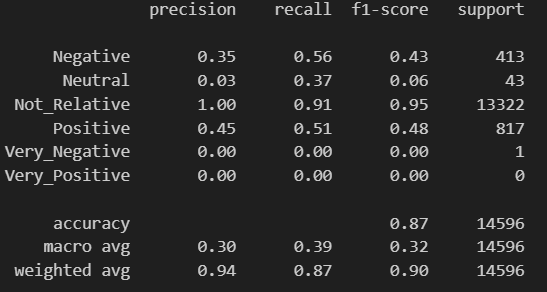 precision recall f1-score support
Negative 0.35 0.56 0.43 413
Neutral 0.03 0.37 0.06 43
Not_Relative 1.00 0.91 0.95 13322
Positive 0.45 0.51 0.48 817
Very_Negative 0.00 0.00 0.00 1
Very_Positive 0.00 0.00 0.00 0
accuracy 0.87 14596
macro avg 0.30 0.39 0.32 14596
weighted avg 0.94 0.87 0.90 14596